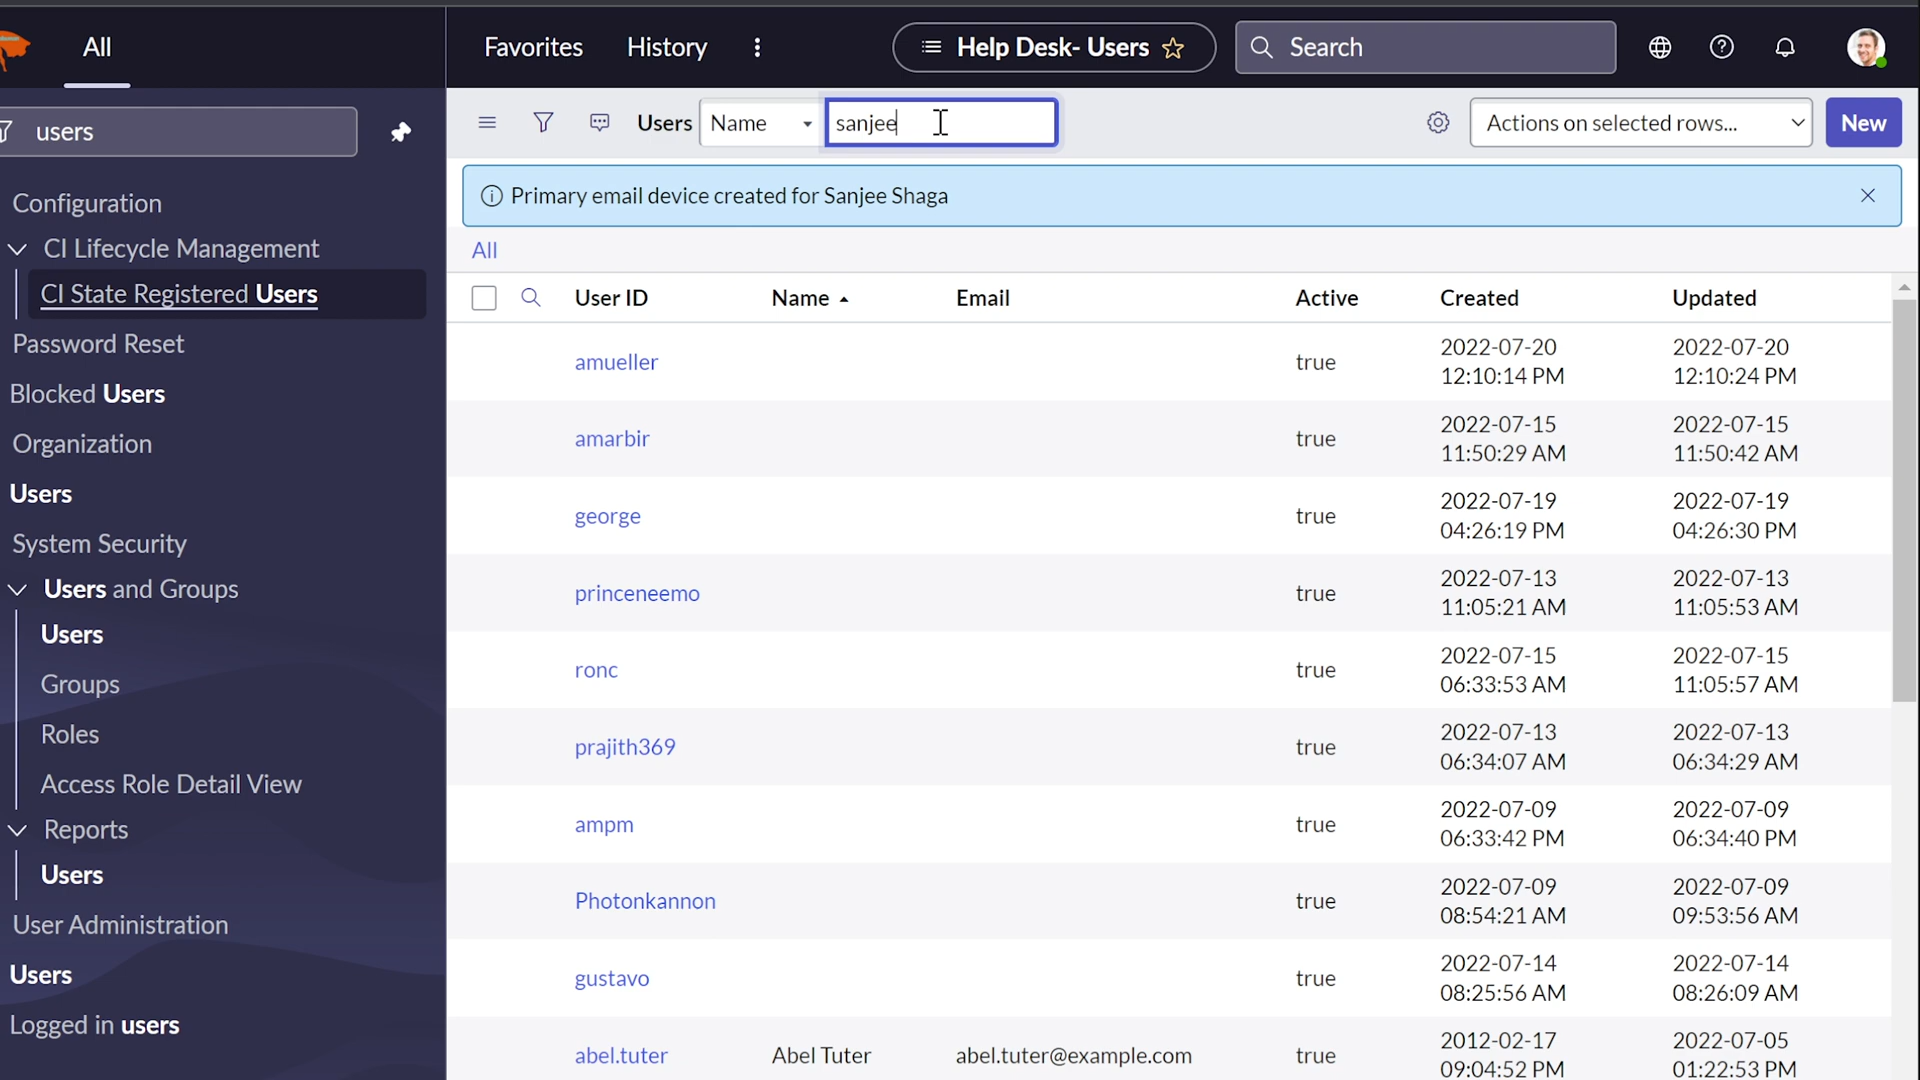 All
Favorites
History
Help Desk- Users
Search
users
Users
Name
sanjee
Actions on selected rows...
New
Primary email device created for Sanjee Shaga
All
Configuration
CI Lifecycle Management
CI State Registered Users
Password Reset
Blocked Users
Organization
Users
System Security
Users and Groups
Users
Groups
Roles
Access Role Detail View
Reports
Users
User Administration
Users
Logged in users
User ID Name Email Active Created Updated
amueller true 2022-07-20 12:10:14 PM 2022-07-20 12:10:24 PM
amarbir true 2022-07-15 11:50:29 AM 2022-07-15 11:50:42 AM
george true 2022-07-19 04:26:19 PM 2022-07-19 04:26:30 PM
princeneemo true 2022-07-13 11:05:21 AM 2022-07-13 11:05:53 AM
ronc true 2022-07-15 06:33:53 AM 2022-07-15 11:05:57 AM
prajith369 true 2022-07-13 06:34:07 AM 2022-07-13 06:34:29 AM
ampm true 2022-07-09 06:33:42 PM 2022-07-09 06:34:40 PM
Photonkannon true 2022-07-09 08:54:21 AM 2022-07-09 09:53:56 AM
gustavo true 2022-07-14 08:25:56 AM 2022-07-14 08:26:09 AM
abel.tuter Abel Tuter abel.tuter@example.com true 2012-02-17 09:04:52 PM 2022-07-05 01:22:53 PM